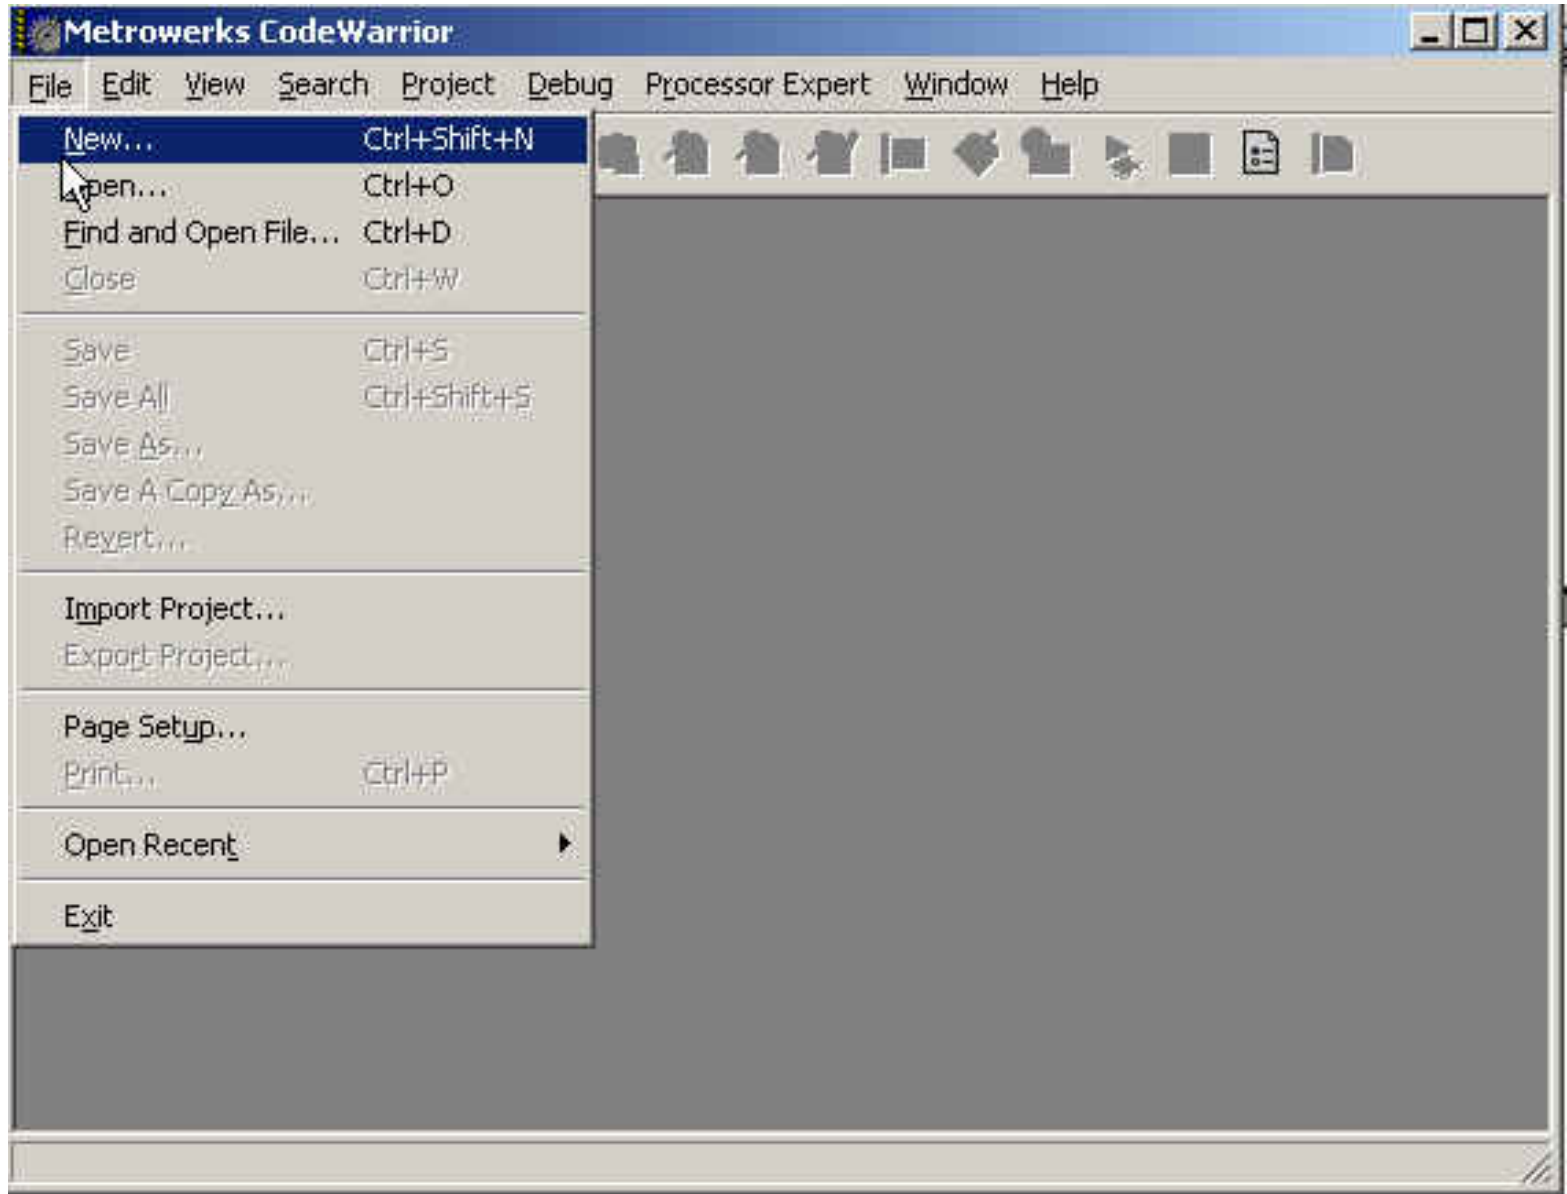 Metrowerks CodeWarrior
File Edit View Search Project Debug Processor Expert Window Help
New... Ctrl+Shift+N
Open... Ctrl+O
Find and Open File... Ctrl+D
Close Ctrl+W
Save Ctrl+S
Save All Ctrl+Shift+S
Save As...
Save A Copy As...
Revert...
Import Project...
Export Project...
Page Setup...
Print... Ctrl+P
Open Recent
Exit